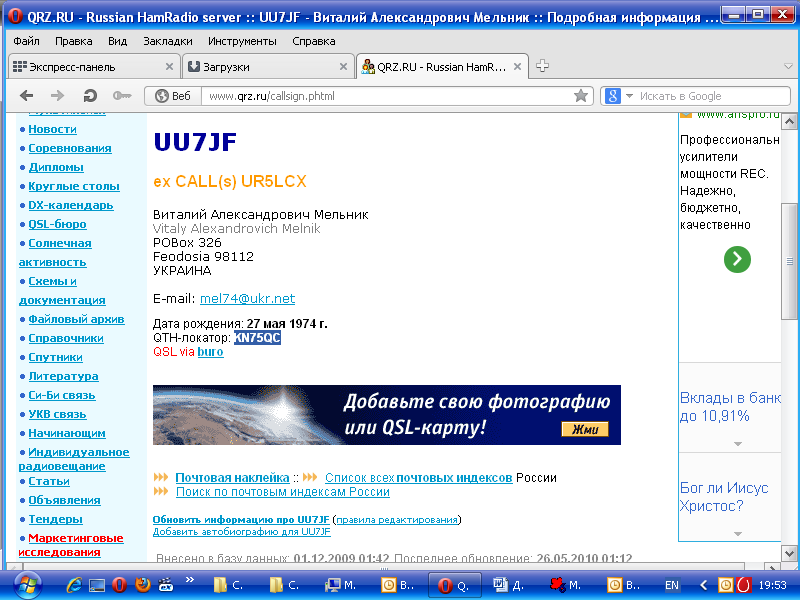 QRZ.RU - Russian HamRadio server :: UU7JF - Виталий Александрович Мельник :: Подробная информация ...
Файл Правка Вид Закладки Инструменты Справка
Экспресс-панель
Загрузки
QRZ.RU - Russian HamR...
Веб
www.qrz.ru/callsign.phtml
Искать в Google
Новости
Соревнования
Дипломы
Круглые столы
DX-календарь
QSL-бюро
Солнечная
активность
Схемы и
документация
Файловый архив
Справочники
Спутники
Литература
Си-Би связь
УКВ связь
Начинающим
Индивидуальное
радиовещание
Статьи
Объявления
Тендеры
Маркетинговые
исследования
UU7JF
ex CALL(s) UR5LCX
Виталий Александрович Мельник
Vitaly Alexandrovich Melnik
POBox 326
Feodosia 98112
УКРАИНА
E-mail: mel74@ukr.net
Дата рождения: 27 мая 1974 г.
QTH-локатор: KN75QC
QSL via buro
Добавьте свою фотографию
или QSL-карту!
Жми
Почтовая наклейка :: Список всех почтовых индексов России
Поиск по почтовым индексам России
Обновить информацию про UU7JF (правила редактирования)
Добавить автобиографию для UU7JF
Внесено в базу данных: 01.12.2009 01:42 Последнее обновление: 26.05.2010 01:12
www.anspro.ru
Профессиональн
усилители
мощности REC.
Надежно,
бюджетно,
качественно
Вклады в банк
до 10,91%
Бог ли Иисус
Христос?
С. С. М. В.. Q. Д. М. В.. EN 19:53